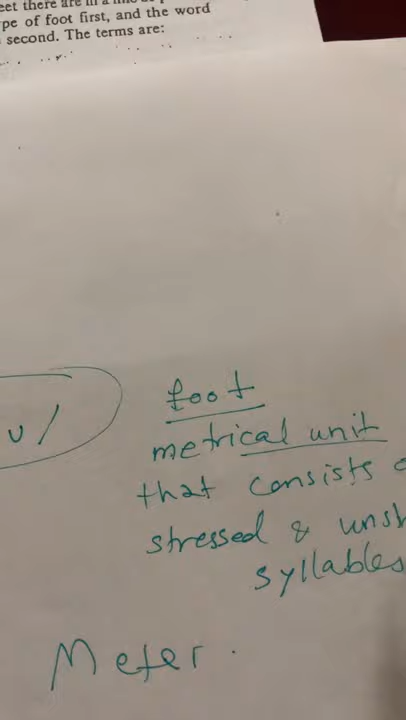 pe of foot first, and the word
second. The terms are:
foot
U /
metrical unit
that consists
stressed & unst
syllables
Meter.